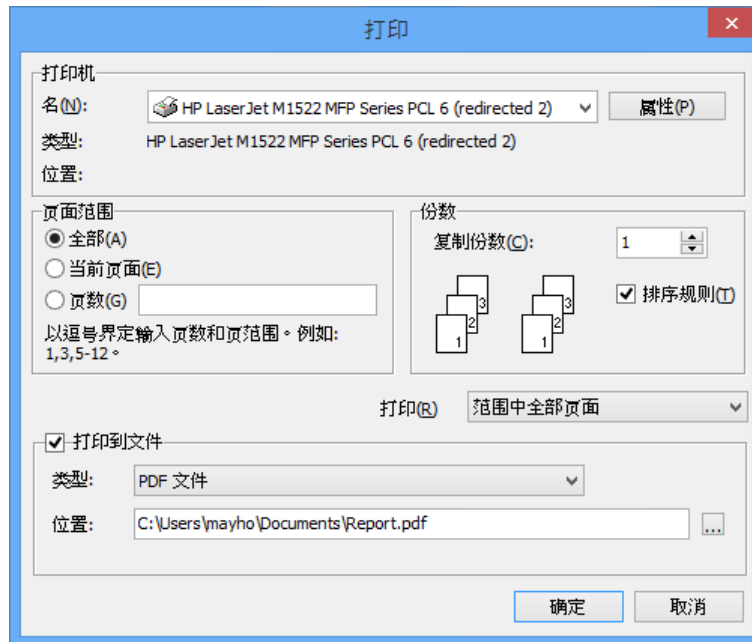 打印
打印机
名(N): HP LaserJet M1522 MFP Series PCL 6 (redirected 2) 属性(P)
类型: HP LaserJet M1522 MFP Series PCL 6 (redirected 2)
位置:
页面范围
全部(A)
当前页面(E)
页数(G)
以逗号界定输入页数和页范围。例如:
1,3,5-12。
份数
复制份数(C): 1
1 2 3 1 2 3
排序规则(T)
打印(R) 范围中全部页面
打印到文件
类型: PDF 文件
位置: C:\Users\mayho\Documents\Report.pdf ...
确定 取消